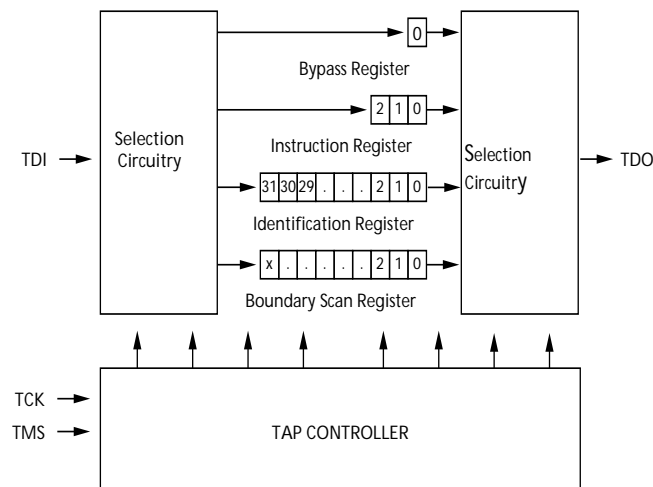 0
Bypass Register
2 1 0
Selection
Circuitry
Instruction Register
Selection
Circuitry
TDI
TDO
31 30 29 . . . 2 1 0
Identification Register
x . . . . . 2 1 0
Boundary Scan Register
TCK
TMS
TAP CONTROLLER